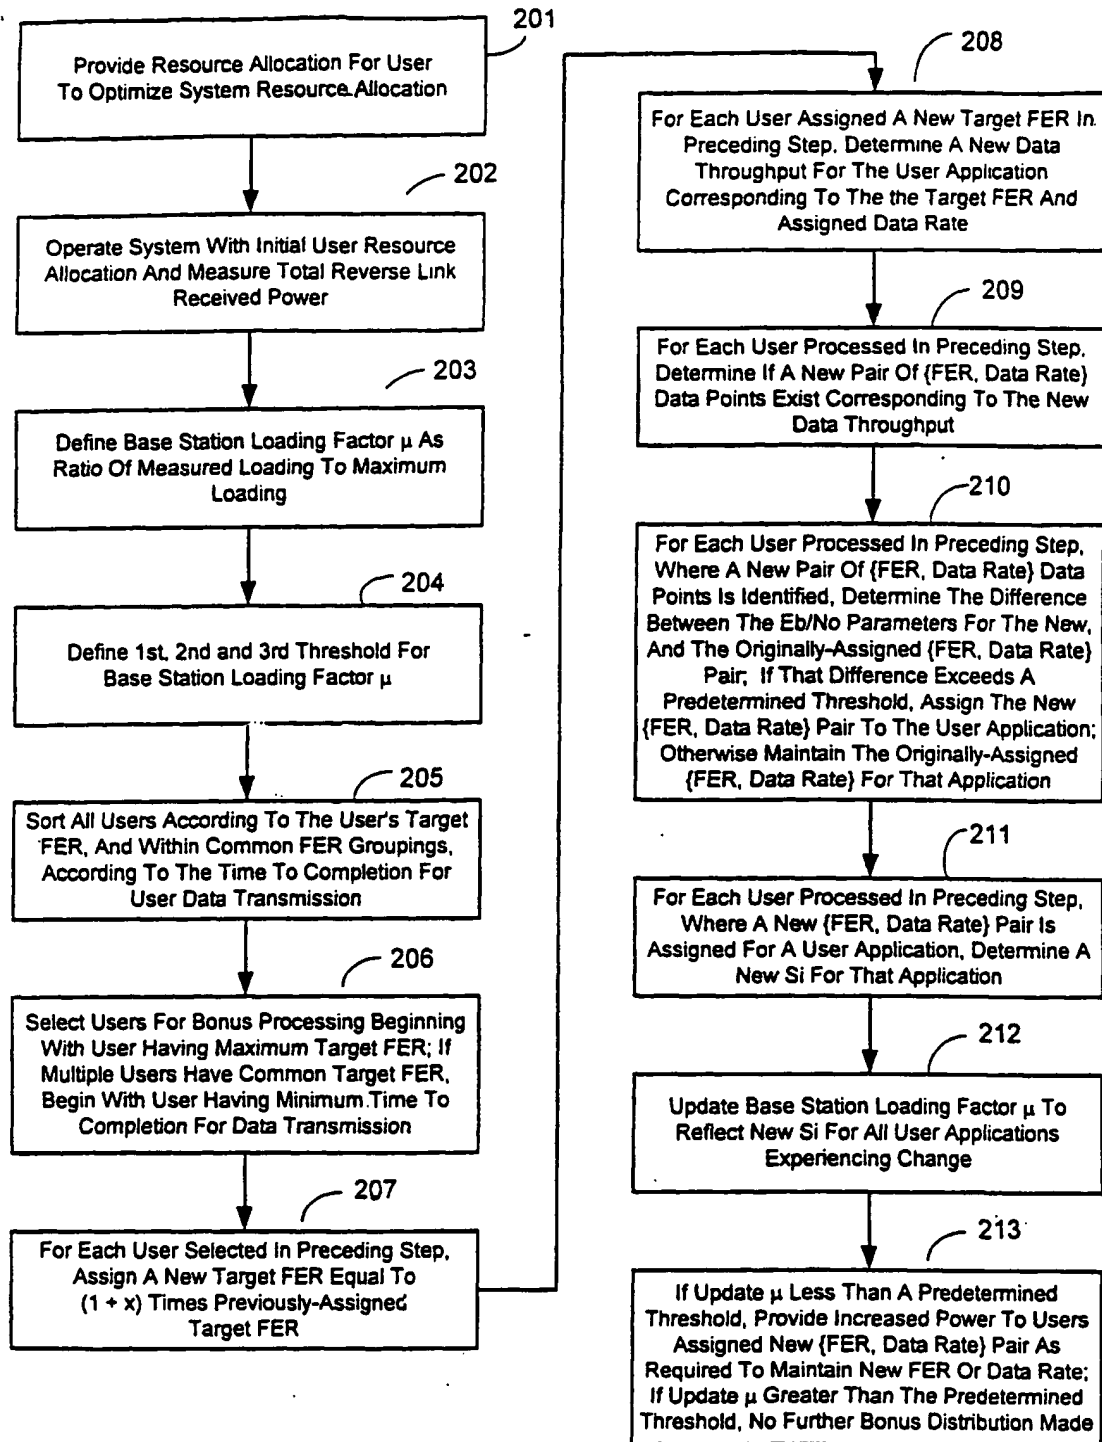 201
Provide Resource Allocation For User
To Optimize System Resource Allocation
202
Operate System With Initial User Resource
Allocation And Measure Total Reverse Link
Received Power
203
Define Base Station Loading Factor μ As
Ratio Of Measured Loading To Maximum
Loading
204
Define 1st, 2nd and 3rd Threshold For
Base Station Loading Factor μ
205
Sort All Users According To The User's Target
FER, And Within Common FER Groupings,
According To The Time To Completion For
User Data Transmission
206
Select Users For Bonus Processing Beginning
With User Having Maximum Target FER; If
Multiple Users Have Common Target FER,
Begin With User Having Minimum Time To
Completion For Data Transmission
207
For Each User Selected In Preceding Step,
Assign A New Target FER Equal To
(1 + x) Times Previously-Assigned
Target FER
208
For Each User Assigned A New Target FER In
Preceding Step, Determine A New Data
Throughput For The User Application
Corresponding To The the Target FER And
Assigned Data Rate
209
For Each User Processed In Preceding Step,
Determine If A New Pair Of {FER, Data Rate}
Data Points Exist Corresponding To The New
Data Throughput
210
For Each User Processed In Preceding Step,
Where A New Pair Of {FER, Data Rate} Data
Points Is Identified, Determine The Difference
Between The Eb/No Parameters For The New,
And The Originally-Assigned {FER, Data Rate}
Pair; If That Difference Exceeds A
Predetermined Threshold, Assign The New
{FER, Data Rate} Pair To The User Application;
Otherwise Maintain The Originally-Assigned
{FER, Data Rate} For That Application
211
For Each User Processed In Preceding Step,
Where A New {FER, Data Rate} Pair Is
Assigned For A User Application, Determine A
New Si For That Application
212
Update Base Station Loading Factor μ To
Reflect New Si For All User Applications
Experiencing Change
213
If Update μ Less Than A Predetermined
Threshold, Provide Increased Power To Users
Assigned New {FER, Data Rate} Pair As
Required To Maintain New FER Or Data Rate;
If Update μ Greater Than The Predetermined
Threshold, No Further Bonus Distribution Made